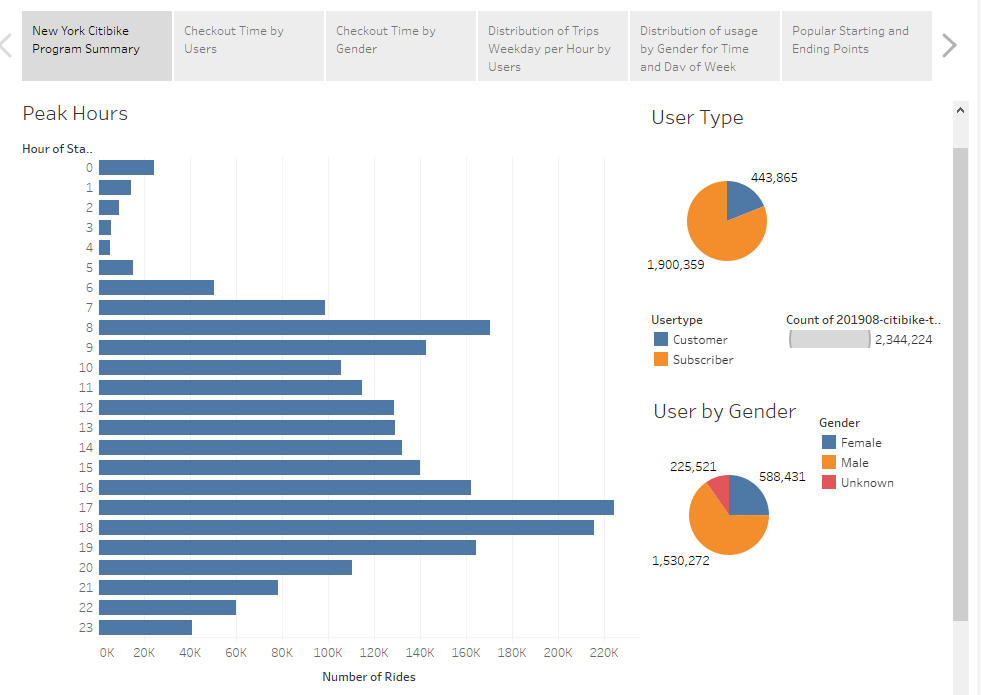 New York Citibike
Program Summary
Checkout Time by
Users
Checkout Time by
Gender
Distribution of Trips
Weekday per Hour by
Users
Distribution of usage
by Gender for Time
and Day of Week
Popular Starting and
Ending Points
Peak Hours
Hour of Sta..
0
1
2
3
4
5
6
7
8
9
10
11
12
13
14
15
16
17
18
19
20
21
22
23
0K 20K 40K 60K 80K 100K 120K 140K 160K 180K 200K 220K
Number of Rides
User Type
443,865
1,900,359
Usertype
Customer
Subscriber
Count of 201908-citibike-t..
2,344,224
User by Gender
225,521
588,431
1,530,272
Gender
Female
Male
Unknown